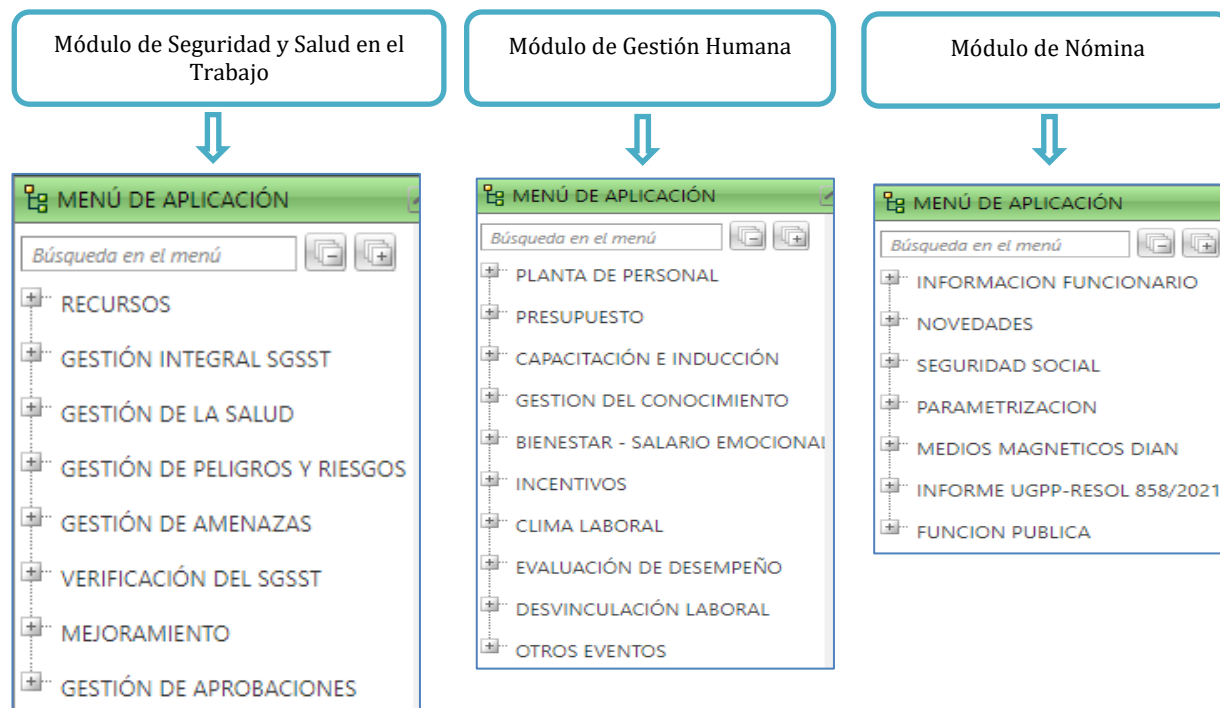 Módulo de Seguridad y Salud en el
Trabajo
Módulo de Gestión Humana
Módulo de Nómina
MENÚ DE APLICACIÓN
Búsqueda en el menú
RECURSOS
GESTIÓN INTEGRAL SGSST
GESTIÓN DE LA SALUD
GESTIÓN DE PELIGROS Y RIESGOS
GESTIÓN DE AMENAZAS
VERIFICACIÓN DEL SGSST
MEJORAMIENTO
GESTIÓN DE APROBACIONES
MENÚ DE APLICACIÓN
Búsqueda en el menú
PLANTA DE PERSONAL
PRESUPUESTO
CAPACITACIÓN E INDUCCIÓN
GESTION DEL CONOCIMIENTO
BIENESTAR - SALARIO EMOCIONAL
INCENTIVOS
CLIMA LABORAL
EVALUACIÓN DE DESEMPEÑO
DESVINCULACIÓN LABORAL
OTROS EVENTOS
MENÚ DE APLICACIÓN
Búsqueda en el menú
INFORMACION FUNCIONARIO
NOVEDADES
SEGURIDAD SOCIAL
PARAMETRIZACION
MEDIOS MAGNETICOS DIAN
INFORME UGPP-RESOL 858/2021
FUNCION PUBLICA